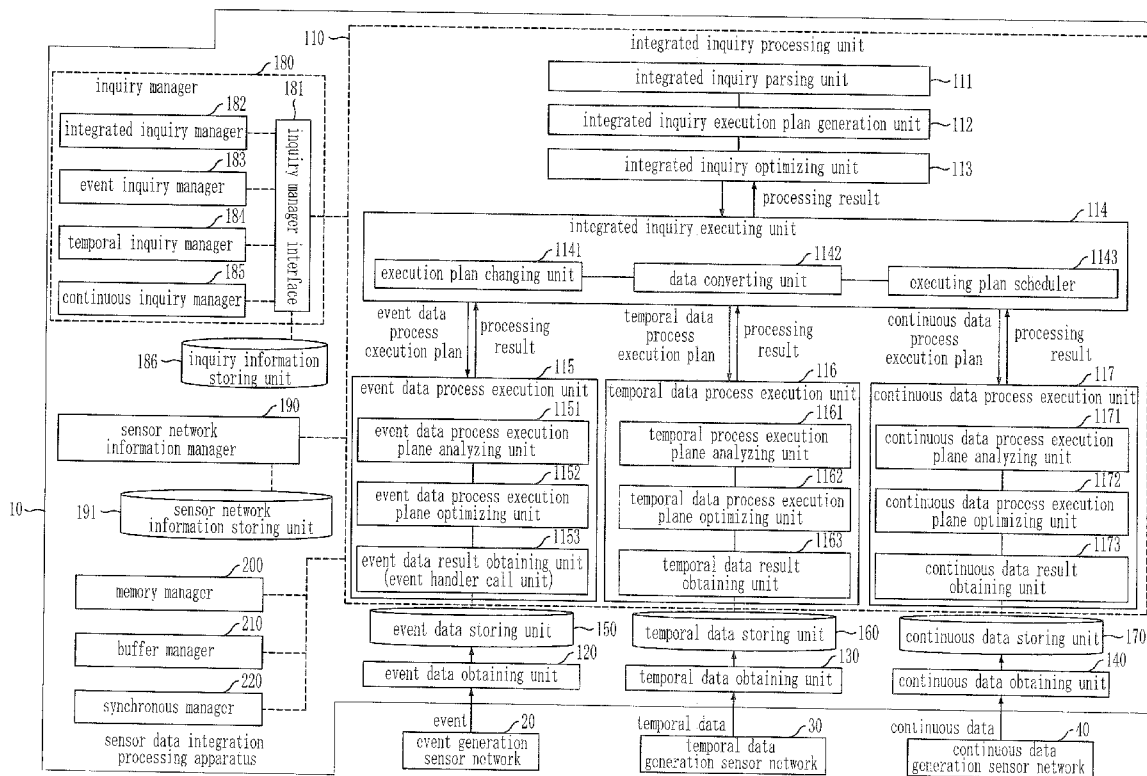 110
integrated inquiry processing unit
integrated inquiry parsing unit
111
integrated inquiry execution plan generation unit
112
integrated inquiry optimizing unit
113
processing result
180
inquiry manager
181
182
integrated inquiry manager
183
event inquiry manager
184
temporal inquiry manager
185
continuous inquiry manager
inquiry manager interface
186
inquiry information
storing unit
114
integrated inquiry executing unit
1141
execution plan changing unit
1142
data converting unit
1143
executing plan scheduler
event data
process
execution plan
processing
result
temporal data
process
execution plan
processing
result
continuous data
process
execution plan
processing
result
115
event data process execution unit
1151
event data process execution
plane analyzing unit
1152
event data process execution
plane optimizing unit
1153
event data result obtaining unit
(event handler call unit)
116
temporal data process execution unit
1161
temporal process execution
plane analyzing unit
1162
temporal data process execution
plane optimizing unit
1163
temporal data result
obtaining unit
117
continuous data process execution unit
1171
continuous data process execution
plane analyzing unit
1172
continuous data process execution
plane optimizing unit
1173
continuous data result
obtaining unit
190
sensor network
information manager
10
191
sensor network
information storing unit
200
memory manager
210
buffer manager
220
synchronous manager
sensor data integration
processing apparatus
event data storing unit
150
120
event data obtaining unit
event
20
event generation
sensor network
temporal data storing unit
160
130
temporal data obtaining unit
temporal data
30
temporal data
generation sensor network
continuous data storing unit
170
140
continuous data obtaining unit
continuous data
40
continuous data
generation sensor network